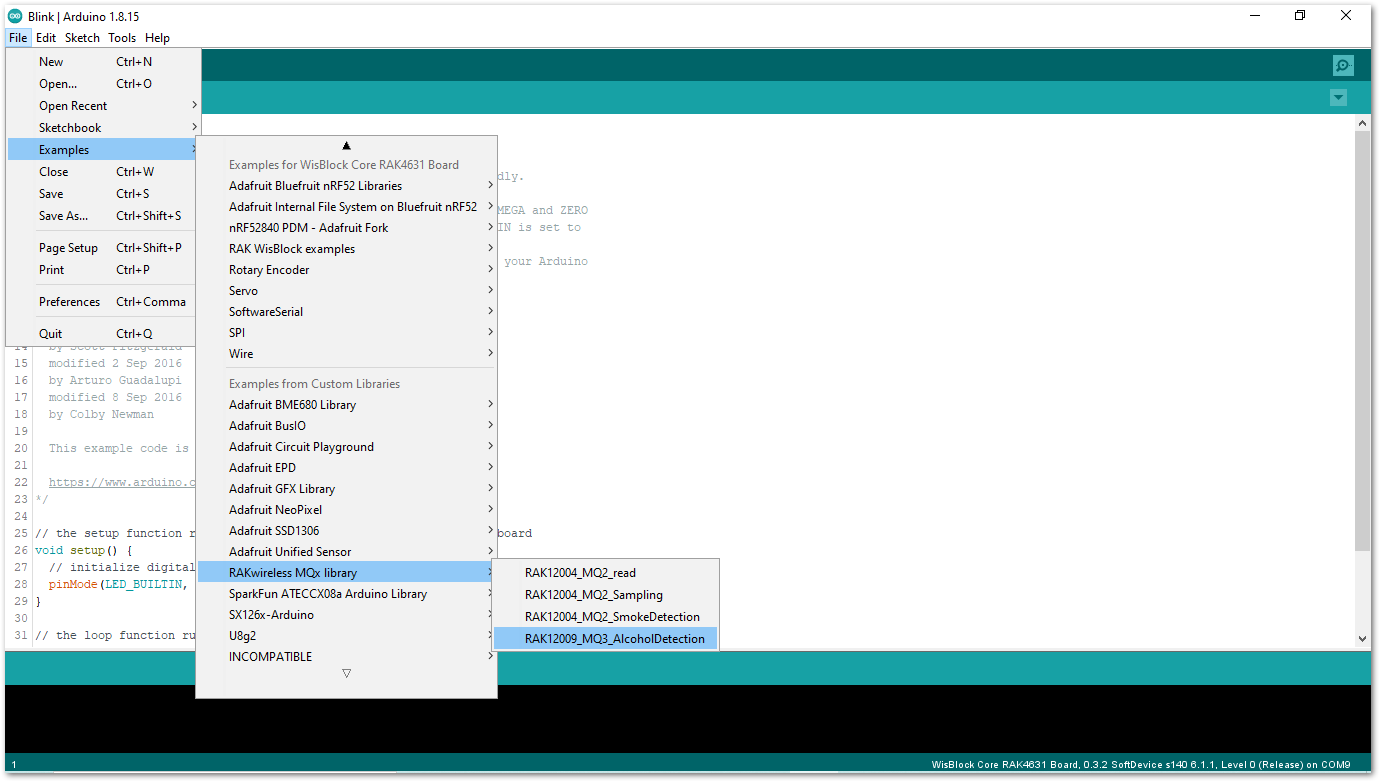 Blink | Arduino 1.8.15
File Edit Sketch Tools Help
New Ctrl+N
Open... Ctrl+O
Open Recent
Sketchbook
Examples
Close Ctrl+W
Save Ctrl+S
Save As... Ctrl+Shift+S
Page Setup Ctrl+Shift+P
Print Ctrl+P
Preferences Ctrl+Comma
Quit Ctrl+Q
Examples for WisBlock Core RAK4631 Board
Adafruit Bluefruit nRF52 Libraries
Adafruit Internal File System on Bluefruit nRF52
nRF52840 PDM - Adafruit Fork
RAK WisBlock examples
Rotary Encoder
Servo
SoftwareSerial
SPI
Wire
Examples from Custom Libraries
Adafruit BME680 Library
Adafruit BusIO
Adafruit Circuit Playground
Adafruit EPD
Adafruit GFX Library
Adafruit NeoPixel
Adafruit SSD1306
Adafruit Unified Sensor
RAKwireless MQx library
SparkFun ATECCX08a Arduino Library
SX126x-Arduino
U8g2
INCOMPATIBLE
RAK12004_MQ2_read
RAK12004_MQ2_Sampling
RAK12004_MQ2_SmokeDetection
RAK12009_MQ3_AlcoholDetection
dly.
MEGA and ZERO
IN is set to
your Arduino
14 by Scott Fitzgerald
15 modified 2 Sep 2016
16 by Arturo Guadalupi
17 modified 8 Sep 2016
18 by Colby Newman
19
20 This example code is
21
22 https://www.arduino.c
23 */
24
25 // the setup function r board
26 void setup() {
27 // initialize digital
28 pinMode(LED_BUILTIN,
29 }
30
31 // the loop function ru
1 WisBlock Core RAK4631 Board, 0.3.2 SoftDevice s140 6.1.1, Level 0 (Release) on COM9